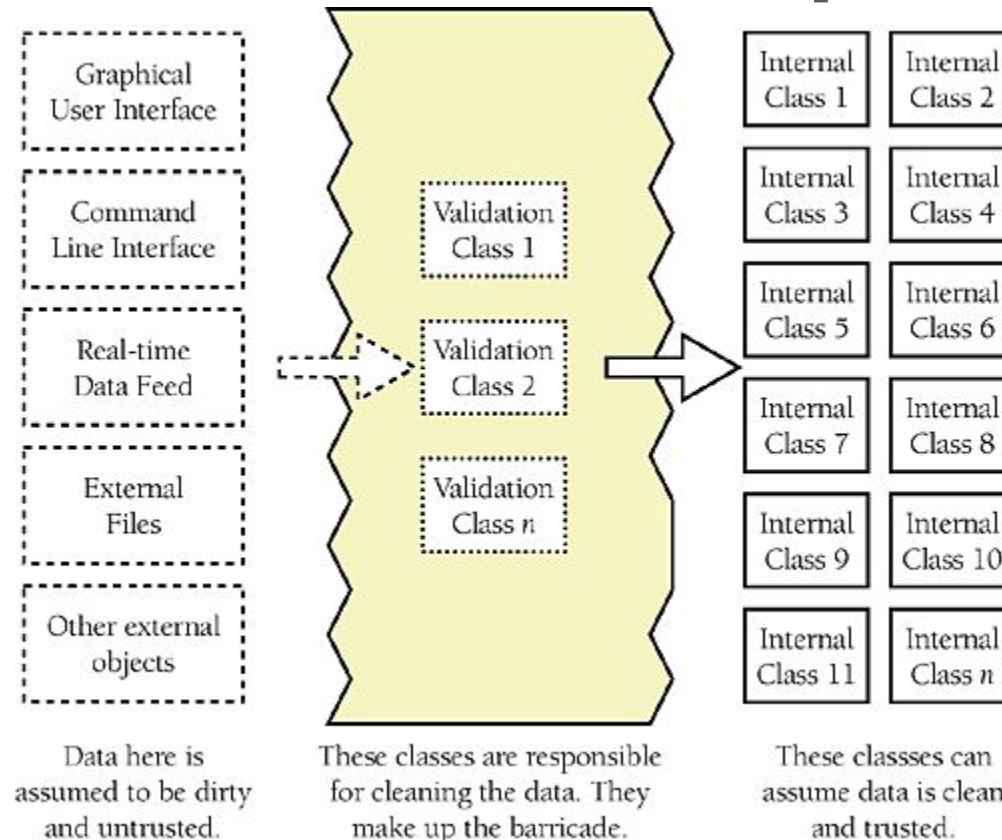 Graphical
User Interface
Command
Line Interface
Real-time
Data Feed
External
Files
Other external
objects
Data here is
assumed to be dirty
and untrusted.
Validation
Class 1
Validation
Class 2
Validation
Class n
These classes are responsible
for cleaning the data. They
make up the barricade.
Internal
Class 1
Internal
Class 2
Internal
Class 3
Internal
Class 4
Internal
Class 5
Internal
Class 6
Internal
Class 7
Internal
Class 8
Internal
Class 9
Internal
Class 10
Internal
Class 11
Internal
Class n
These classses can
assume data is clean
and trusted.